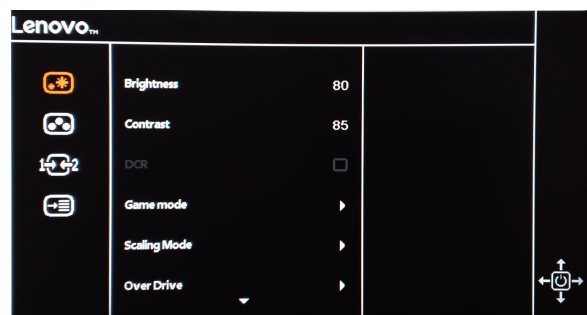 Lenovo™
Brightness 80
Contrast 85
DCR
1 2
Game mode
Scaling Mode
Over Drive